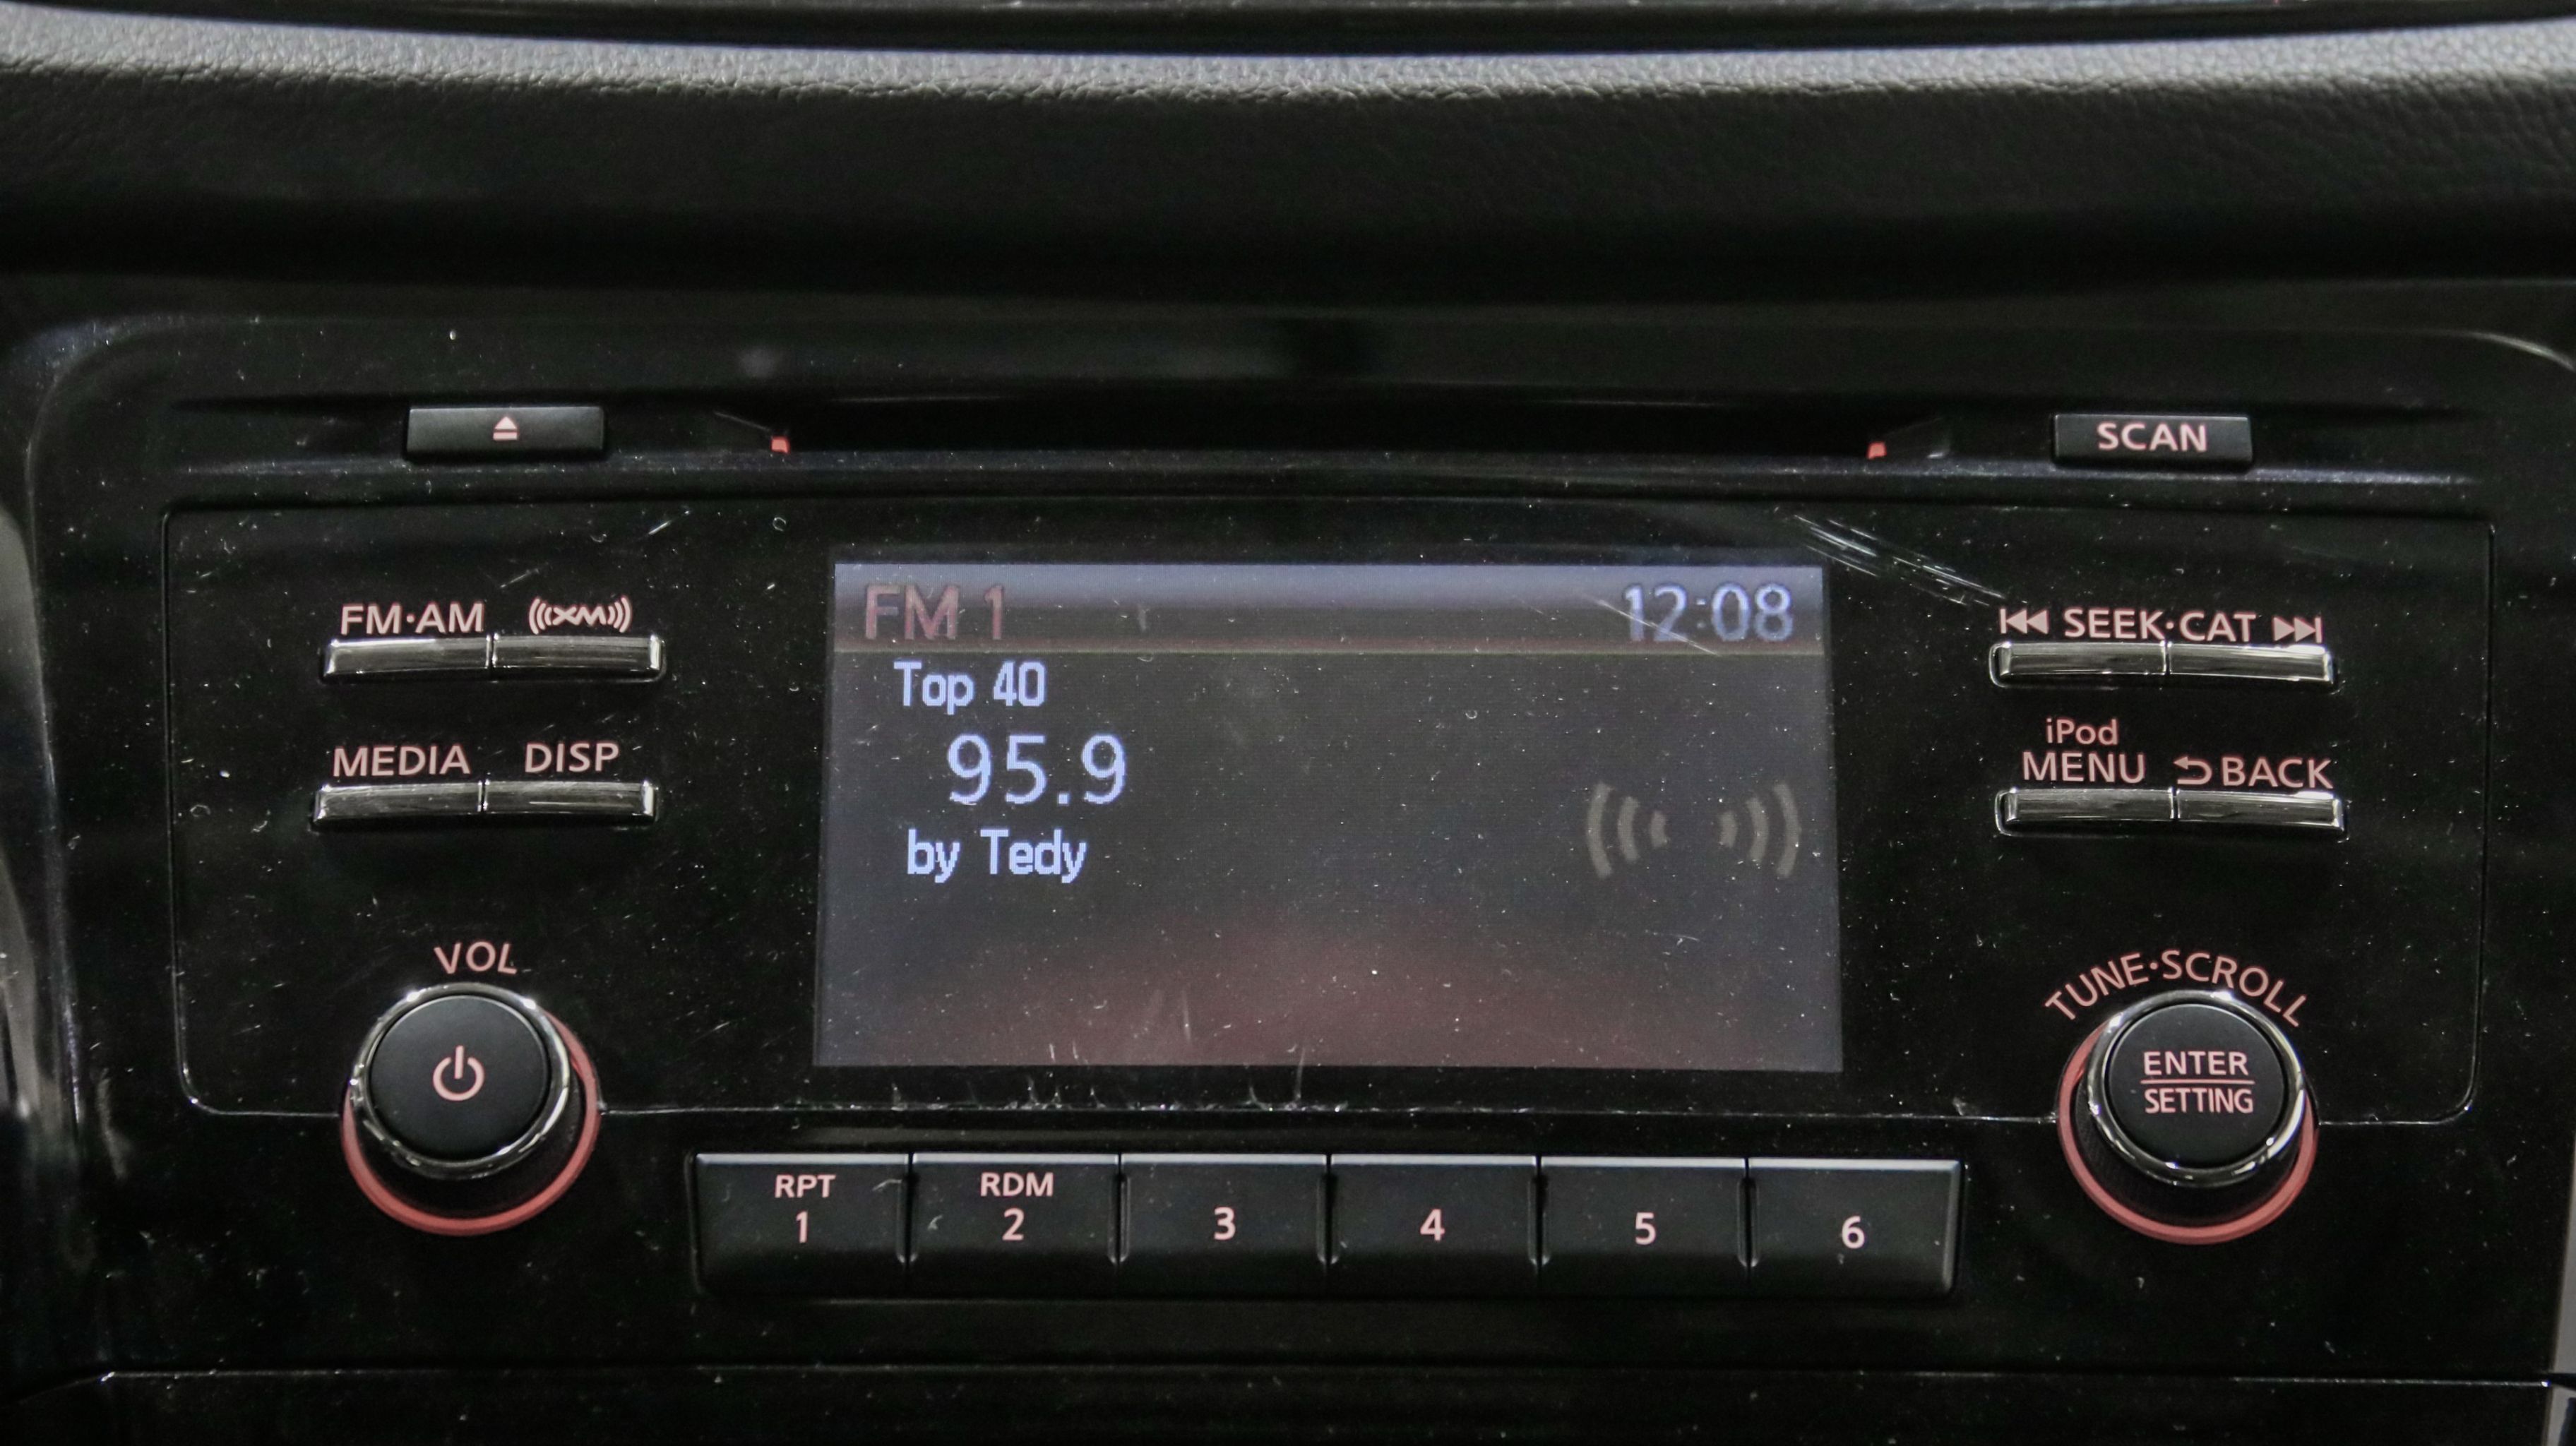 SCAN
FM·AM
XM
SEEK·CAT
FM 1
12:08
Top 40
95.9
by Tedy
MEDIA
DISP
iPod
MENU
BACK
VOL
TUNE·SCROLL
ENTER
SETTING
RPT
1
RDM
2
3
4
5
6